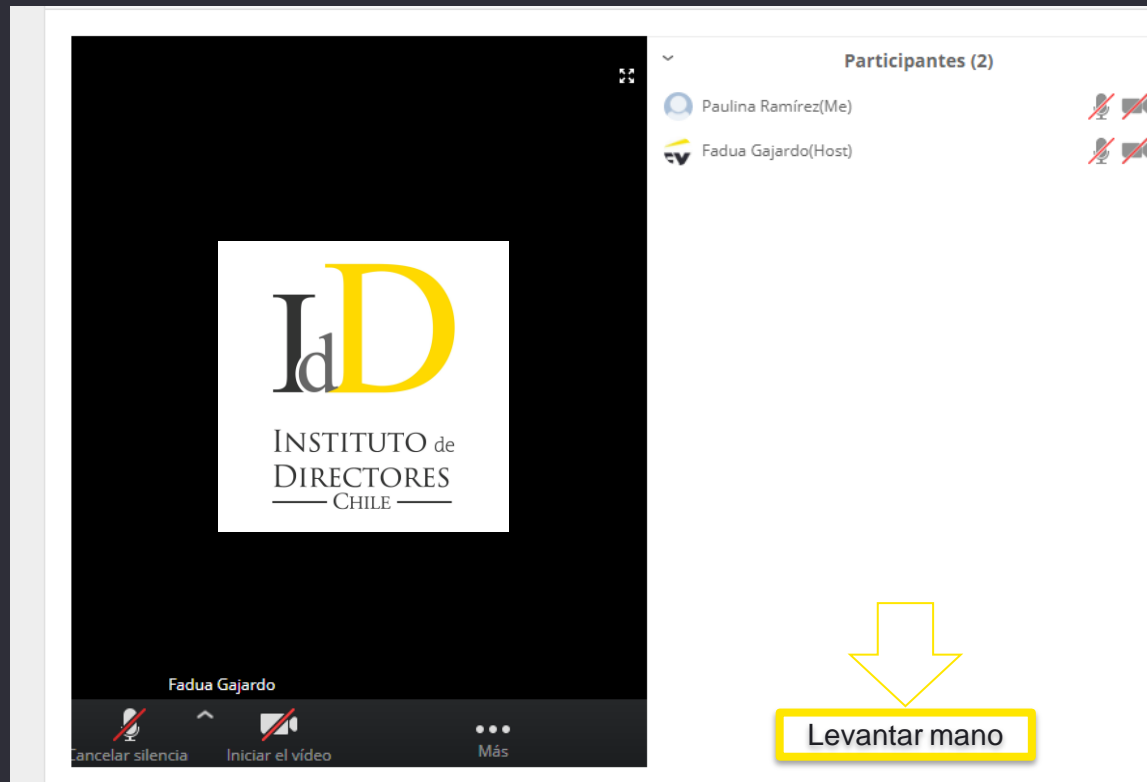 Participantes (2)
Paulina Ramírez(Me)
Fadua Gajardo(Host)
IdD
INSTITUTO de
DIRECTORES
CHILE
Fadua Gajardo
Cancelar silencia
Iniciar el vídeo
Más
Levantar mano